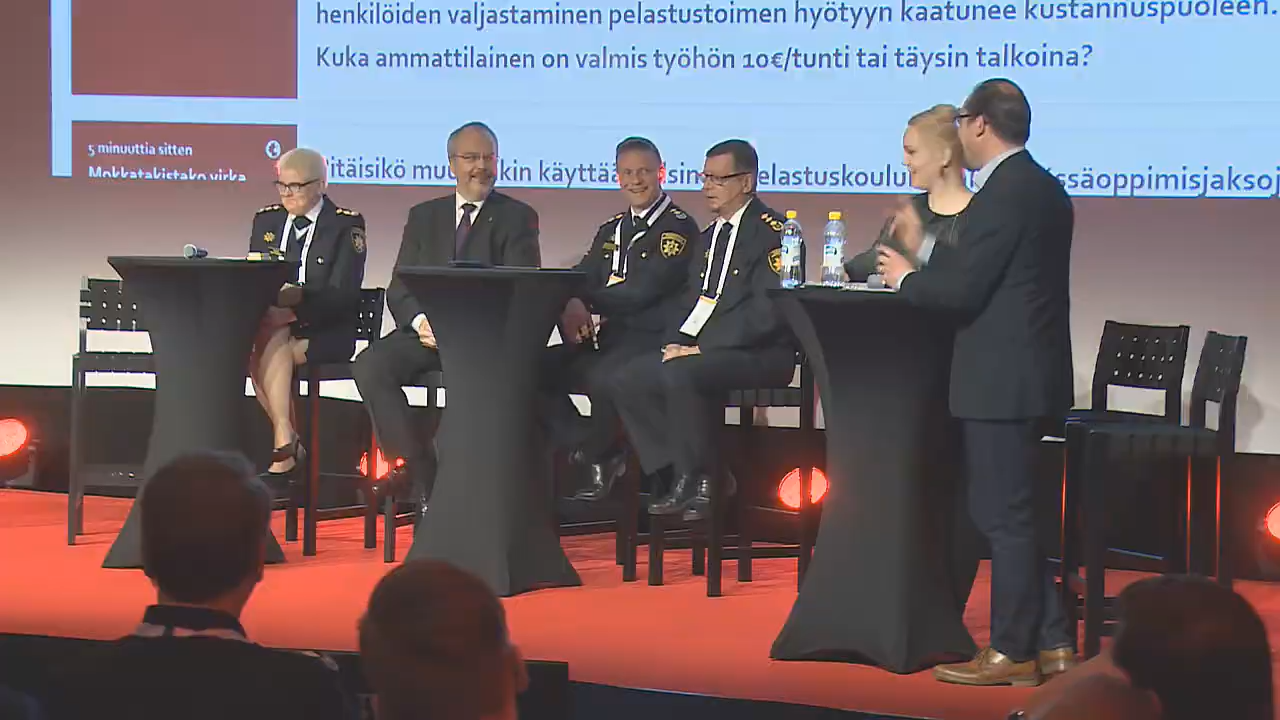 henkilöiden valjastaminen pelastustoimen hyötyyn kaatunee kustannuspuoleen.
Kuka ammattilainen on valmis työhön 10€/tunti tai täysin talkoina?
5 minuuttia sitten
Mokkatakistako virka
käyttää